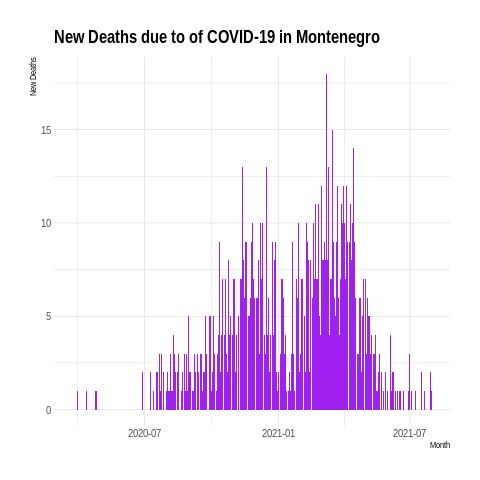 New Deaths due to of COVID-19 in Montenegro
New Deaths
15
10
5
0
2020-07
2021-01
2021-07
Month